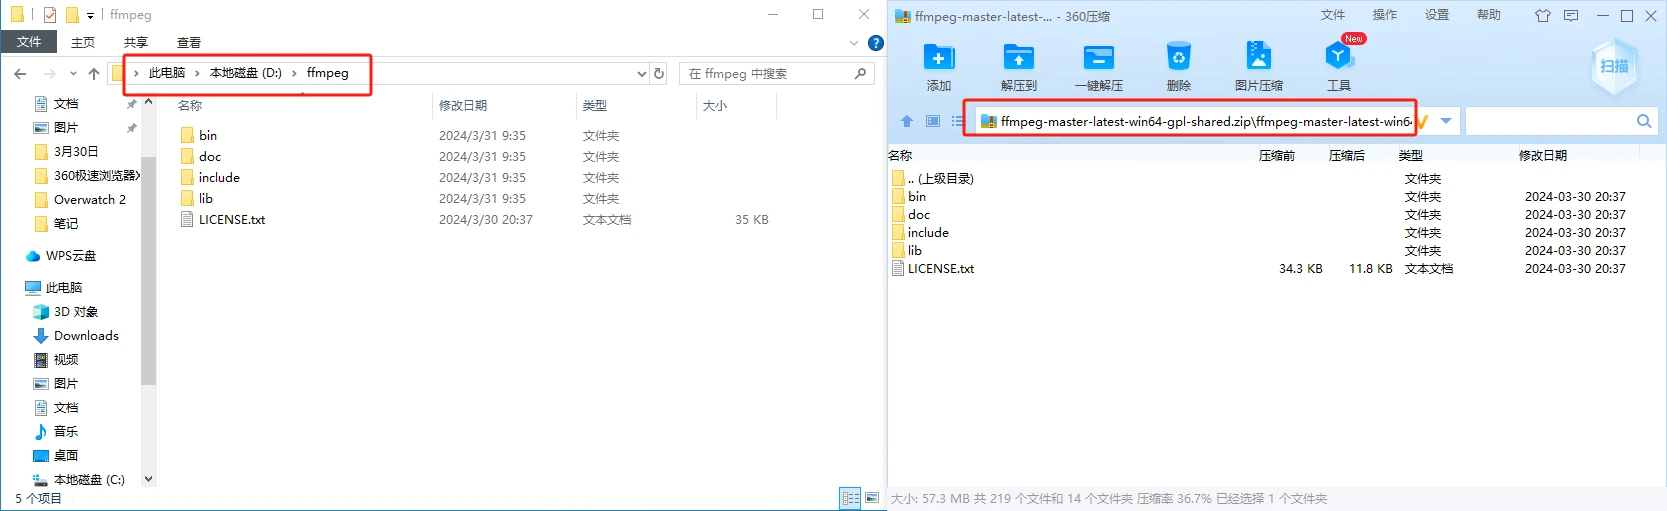 ffmpeg
文件 主页 共享 查看
此电脑 本地磁盘 (D:) ffmpeg
在 ffmpeg 中搜索
文档
图片
3月30日
360极速浏览器X
Overwatch 2
笔记
WPS云盘
此电脑
3D 对象
Downloads
视频
图片
文档
音乐
桌面
本地磁盘 (C:)
名称 修改日期 类型 大小
bin 2024/3/31 9:35 文件夹
doc 2024/3/31 9:35 文件夹
include 2024/3/31 9:35 文件夹
lib 2024/3/31 9:35 文件夹
LICENSE.txt 2024/3/30 20:37 文本文档 35 KB
5 个项目
ffmpeg-master-latest-... - 360压缩
文件 操作 设置 帮助
New
添加 解压到 一键解压 删除 图片压缩 工具
扫描
ffmpeg-master-latest-win64-gpl-shared.zip\ffmpeg-master-latest-win64
名称 压缩前 压缩后 类型 修改日期
.. (上级目录) 文件夹
bin 文件夹 2024-03-30 20:37
doc 文件夹 2024-03-30 20:37
include 文件夹 2024-03-30 20:37
lib 文件夹 2024-03-30 20:37
LICENSE.txt 34.3 KB 11.8 KB 文本文档 2024-03-30 20:37
大小: 57.3 MB 共 219 个文件和 14 个文件夹 压缩率 36.7% 已经选择 1 个文件夹